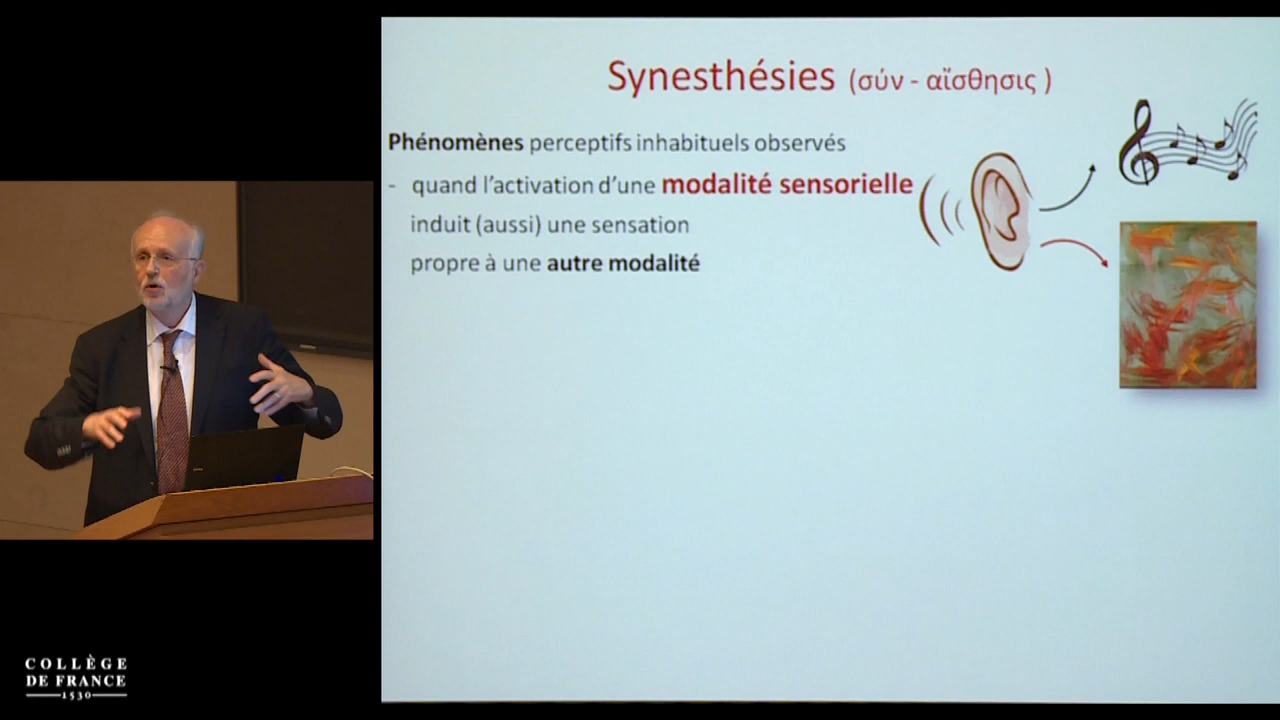 Synesthésies (σύν - αἴσθησις )
Phénomènes perceptifs inhabituels observés
- quand l'activation d'une modalité sensorielle
induit (aussi) une sensation
propre à une autre modalité
COLLÈGE
DE FRANCE
1530